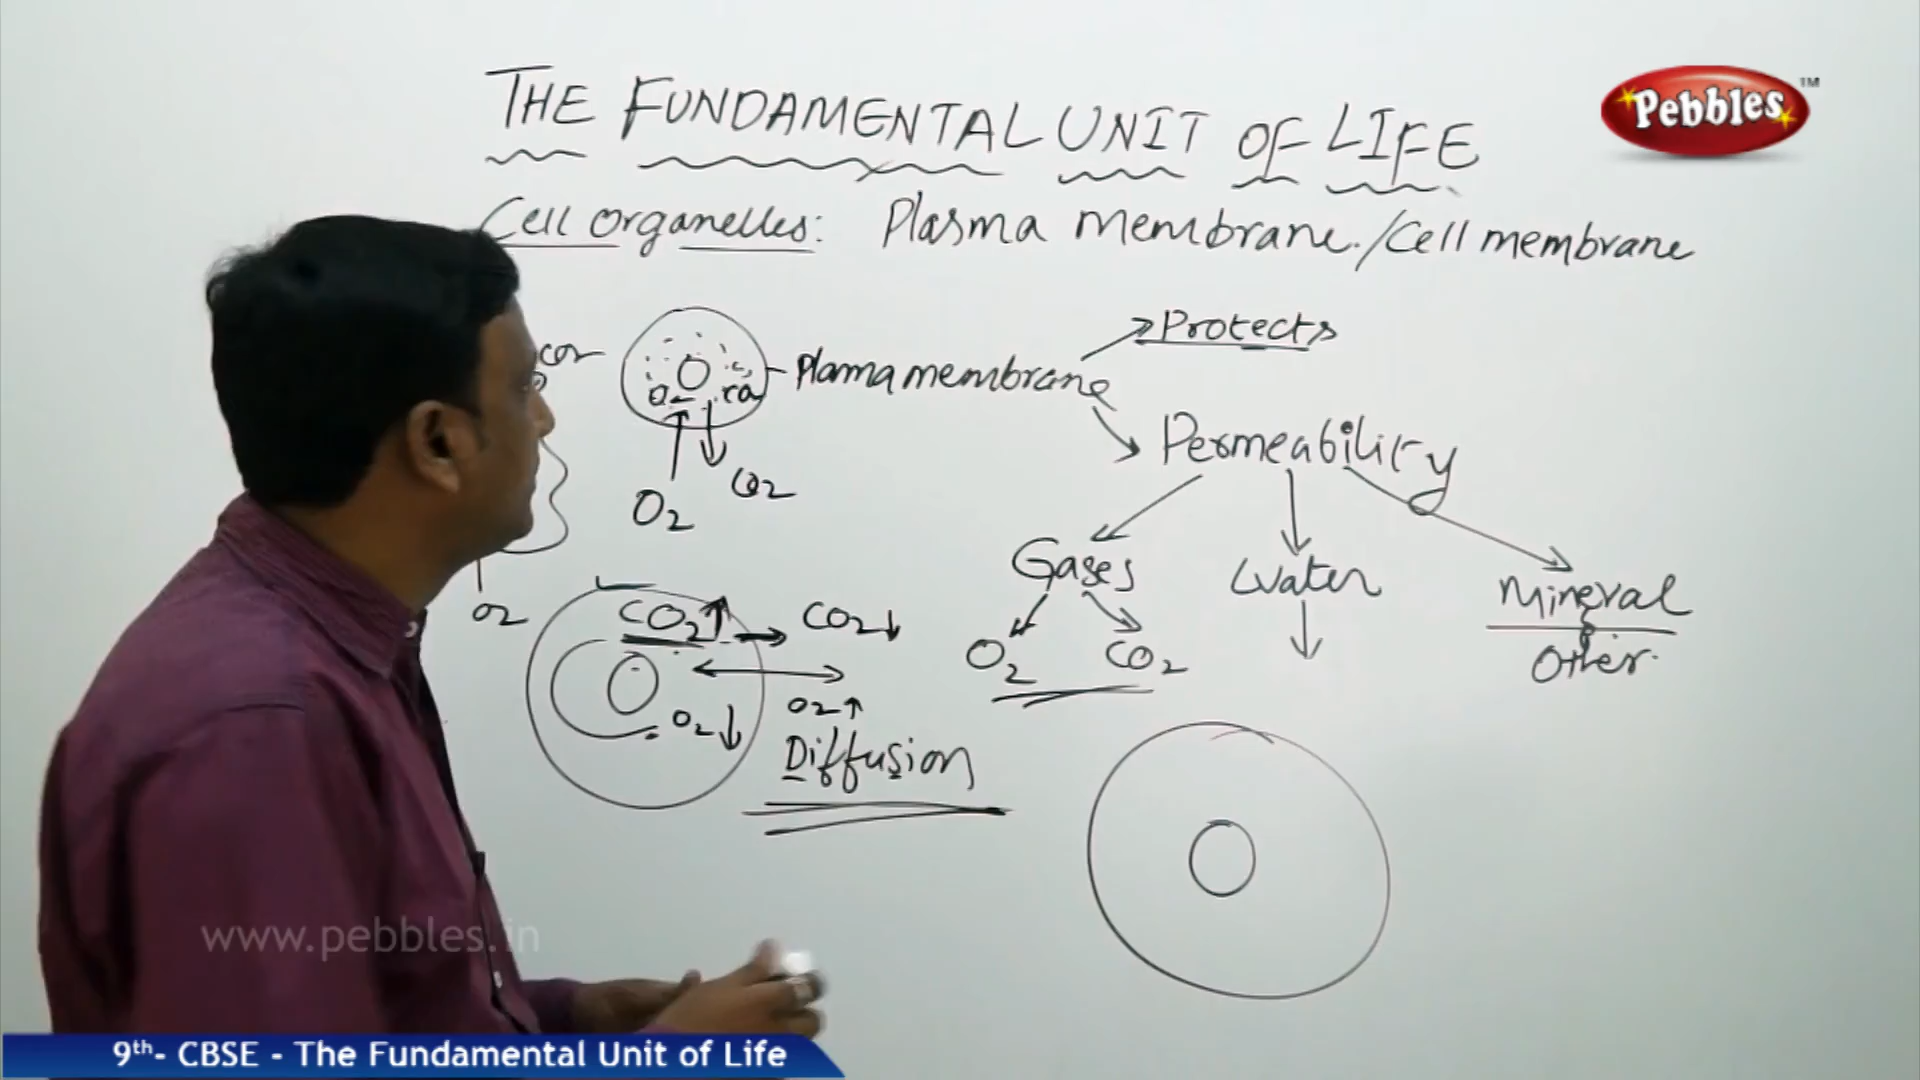 THE FUNDAMENTAL UNIT OF LIFE
Pebbles™
Cell organelles: Plasma membrane./Cell membrane
Protects
Plama membrane
O2
Permeability
CO2
O2
Gases
Water
Mineral
Other
O2
CO2↑
CO2↓
O2
CO2
O2↓
O2↑
Diffusion
www.pebbles.in
9th- CBSE - The Fundamental Unit of Life